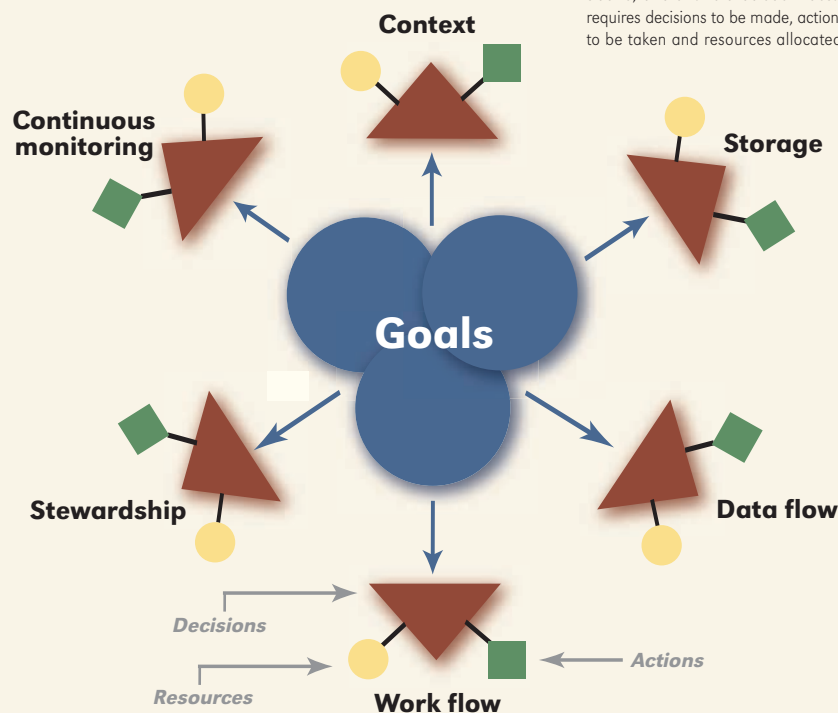 requires decisions to be made, action
to be taken and resources allocated
Context
Continuous
monitoring
Storage
Goals
Stewardship
Data flow
Decisions
Actions
Resources
Work flow